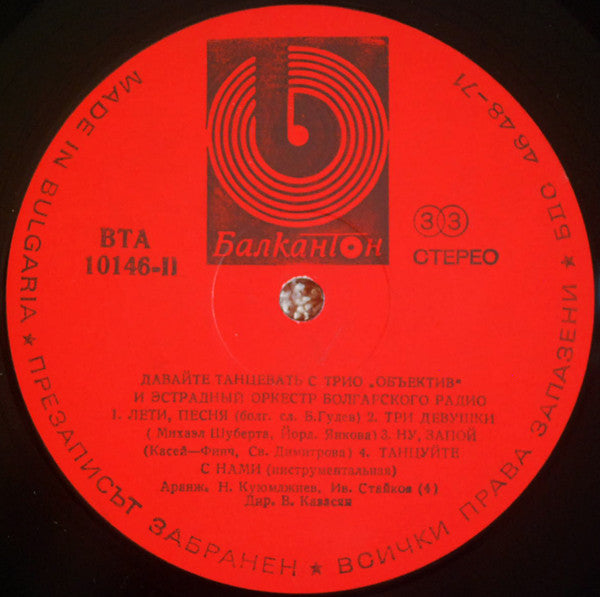 MADE IN BULGARIA ★ ПРЕЗАПИСЪТ ЗАБРАНЕН ★ ВСИЧКИ ПРАВА ЗАПАЗЕНИ ★ БДС 4648-71
Балкантон
ВТА
10146-II
33
СТЕРЕО
ДАВАЙТЕ ТАНЦЕВАТЬ С ТРИО „ОБЪЕКТИВ“
И ЭСТРАДНЫЙ ОРКЕСТР БОЛГАРСКОГО РАДИО
1. ЛЕТИ, ПЕСНЯ (болг. сл. Б.Гудев) 2. ТРИ ДЕВУШКИ
( Михаэл Шуберта, Йорд. Янкова) 3. НУ, ЗАПОЙ
(Касей—Финч, Св. Димитрова) 4. ТАНЦУЙТЕ
С НАМИ (инструментальная)
Аранж. Н. Куюмджиев, Ив. Стайков (4)
Дир. В. Казасян